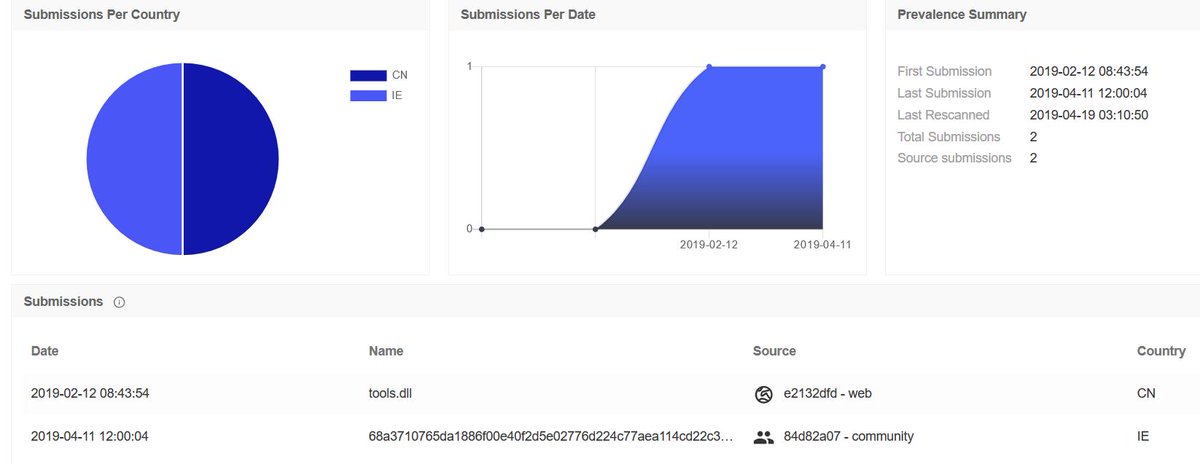 Submissions Per Country
CN
IE
Submissions Per Date
1
0
2019-02-12 2019-04-11
Prevalence Summary
First Submission 2019-02-12 08:43:54
Last Submission 2019-04-11 12:00:04
Last Rescanned 2019-04-19 03:10:50
Total Submissions 2
Source submissions 2
Submissions
Date Name Source Country
2019-02-12 08:43:54 tools.dll e2132dfd - web CN
2019-04-11 12:00:04 68a3710765da1886f00e40f2d5e02776d224c77aea114cd22c3... 84d82a07 - community IE